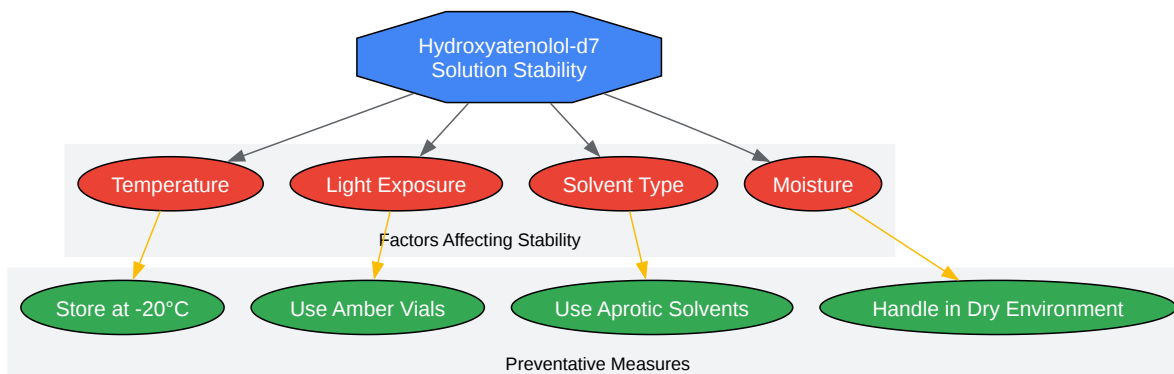 Hydroxyatenolol-d7
Solution Stability
Temperature
Light Exposure
Solvent Type
Moisture
Factors Affecting Stability
Store at -20°C
Use Amber Vials
Use Aprotic Solvents
Handle in Dry Environment
Preventative Measures